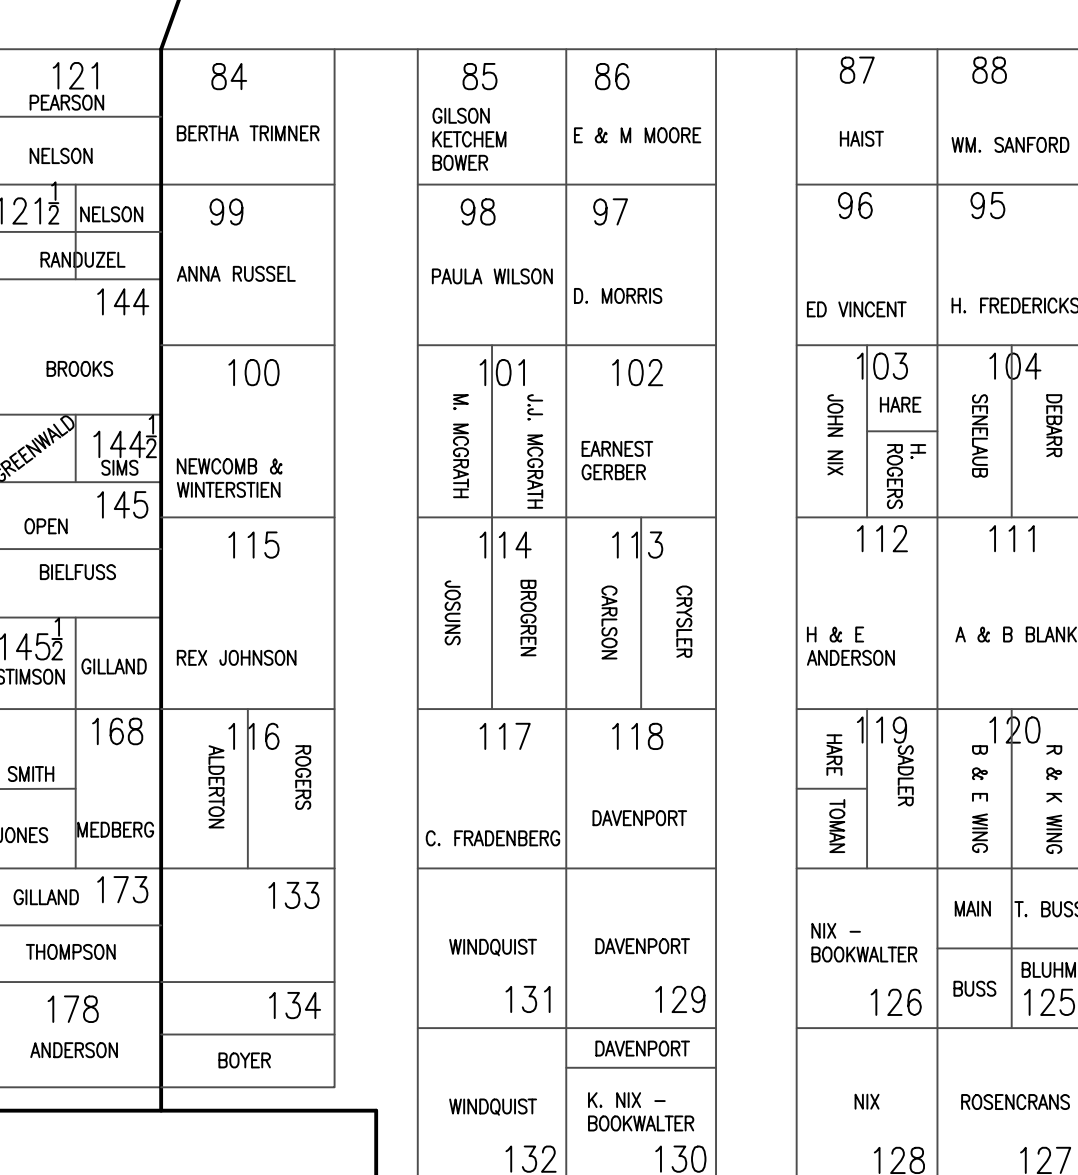 121
PEARSON
NELSON
121½ NELSON
RANDUZEL
144
BROOKS
GREENWALD
144½
SIMS
145
OPEN
BIELFUSS
145½
STIMSON
GILLAND
168
SMITH
JONES
MEDBERG
GILLAND 173
THOMPSON
178
ANDERSON
84
BERTHA TRIMNER
99
ANNA RUSSEL
100
NEWCOMB &
WINTERSTIEN
115
REX JOHNSON
116
ALDERTON
ROGERS
133
134
BOYER
85
GILSON
KETCHEM
BOWER
86
E & M MOORE
98
PAULA WILSON
97
D. MORRIS
101
M. MCGRATH
J.J. MCGRATH
102
EARNEST
GERBER
114
JOSUNS
BROGREN
113
CARLSON
CRYSLER
117
C. FRADENBERG
118
DAVENPORT
WINDQUIST
131
DAVENPORT
129
WINDQUIST
132
DAVENPORT
K. NIX –
BOOKWALTER
130
87
HAIST
88
WM. SANFORD
96
ED VINCENT
95
H. FREDERICKS
103
JOHN NIX
HARE
H.
ROGERS
104
SENELAUB
DEBARR
112
H & E
ANDERSON
111
A & B BLANK
119
HARE
TOMAN
SADLER
120
B & E WING
R & K WING
NIX –
BOOKWALTER
126
MAIN
T. BUSS
BUSS
BLUHM
125
NIX
128
ROSENCRANS
127